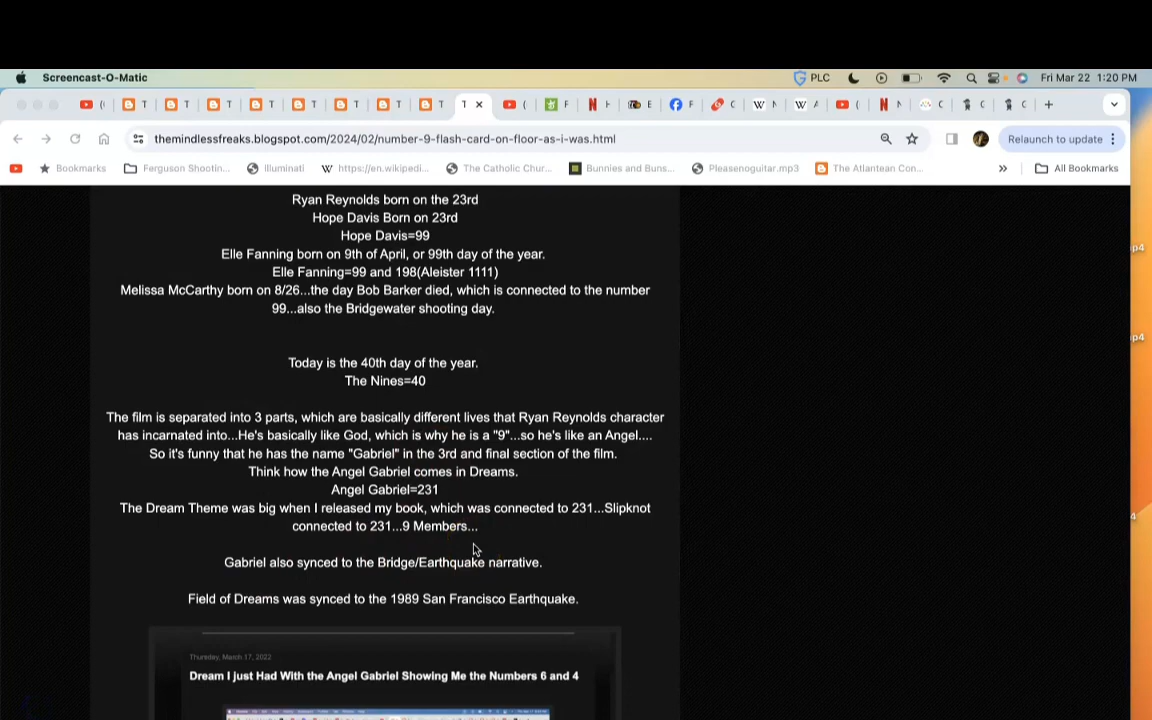 Screencast-O-Matic
PLC
Fri Mar 22 1:20 PM
( T T T T T T T T T ( F N H E F C W N W A ( N N C C C
themindlessfreaks.blogspot.com/2024/02/number-9-flash-card-on-floor-as-i-was.html
Relaunch to update
Bookmarks
Ferguson Shootin...
Illuminati
https://en.wikipedi...
The Catholic Chur...
Bunnies and Buns...
Pleasenoguitar.mp3
The Atlantean Con...
»
All Bookmarks
Ryan Reynolds born on the 23rd
Hope Davis Born on 23rd
Hope Davis=99
Elle Fanning born on 9th of April, or 99th day of the year.
Elle Fanning=99 and 198(Aleister 1111)
Melissa McCarthy born on 8/26...the day Bob Barker died, which is connected to the number
99...also the Bridgewater shooting day.
Today is the 40th day of the year.
The Nines=40
The film is separated into 3 parts, which are basically different lives that Ryan Reynolds character
has incarnated into...He's basically like God, which is why he is a "9"...so he's like an Angel....
So it's funny that he has the name "Gabriel" in the 3rd and final section of the film.
Think how the Angel Gabriel comes in Dreams.
Angel Gabriel=231
The Dream Theme was big when I released my book, which was connected to 231...Slipknot
connected to 231...9 Members...
Gabriel also synced to the Bridge/Earthquake narrative.
Field of Dreams was synced to the 1989 San Francisco Earthquake.
Thursday, March 17, 2022
Dream I just Had With the Angel Gabriel Showing Me the Numbers 6 and 4
p4
p4
4